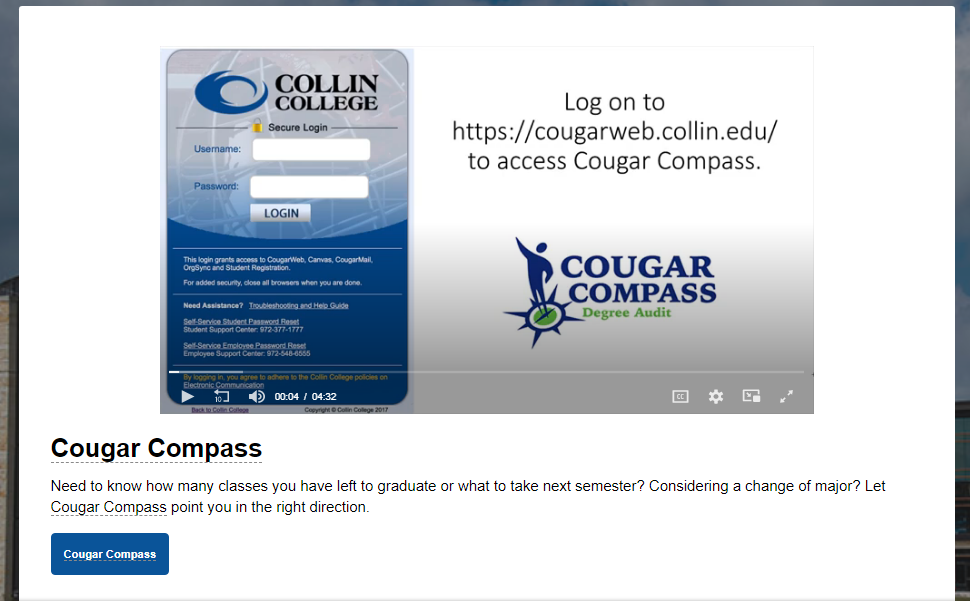 COLLIN
COLLEGE
Secure Login
Username:
Password:
LOGIN
This login grants access to CougarWeb, Canvas, CougarMail,
OrgSync and Student Registration.
For added security, close all browsers when you are done.
Need Assistance? Troubleshooting and Help Guide
Self-Service Student Password Reset
Student Support Center: 972-377-1777
Self-Service Employee Password Reset
Employee Support Center: 972-548-6555
By logging in, you agree to adhere to the Collin College policies on
Electronic Communication
Back to Collin College Copyright © Collin College 2017
Log on to
https://cougarweb.collin.edu/
to access Cougar Compass.
COUGAR
COMPASS
Degree Audit
10 00:04 / 04:32 CC
Cougar Compass
Need to know how many classes you have left to graduate or what to take next semester? Considering a change of major? Let
Cougar Compass point you in the right direction.
Cougar Compass